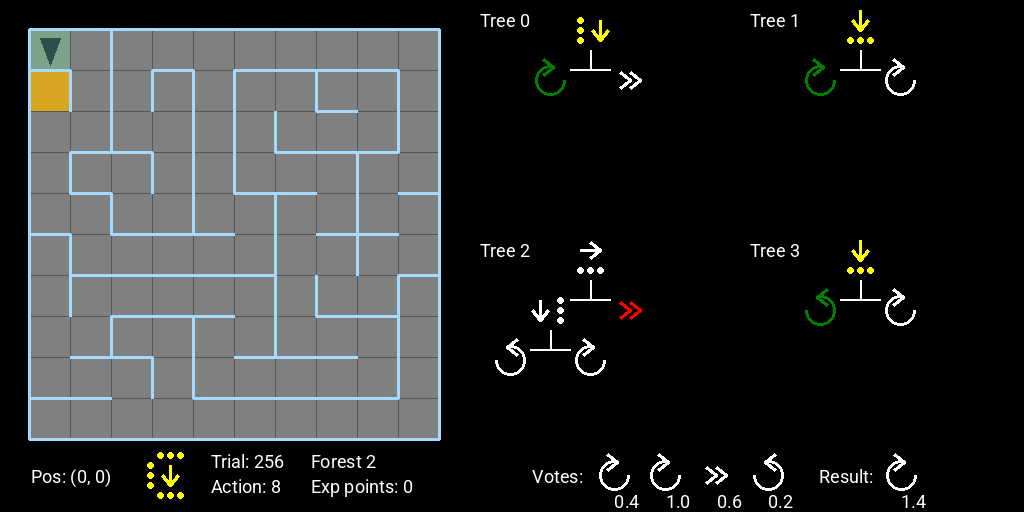 Tree 0
Tree 1
Tree 2
Tree 3
Pos: (0, 0)
Trial: 256
Forest 2
Action: 8
Exp points: 0
Votes:
0.4
1.0
0.6
0.2
Result:
1.4